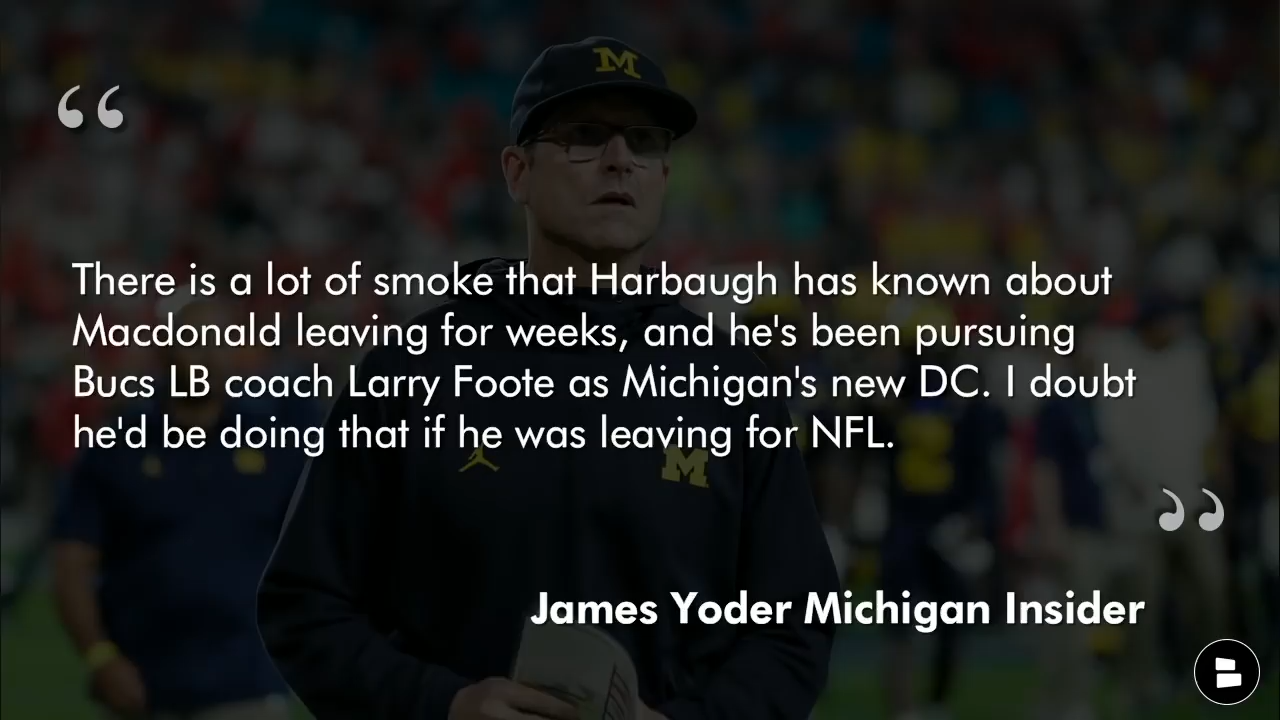 M
“
There is a lot of smoke that Harbaugh has known about
Macdonald leaving for weeks, and he's been pursuing
Bucs LB coach Larry Foote as Michigan's new DC. I doubt
he'd be doing that if he was leaving for NFL.
M
”
James Yoder Michigan Insider